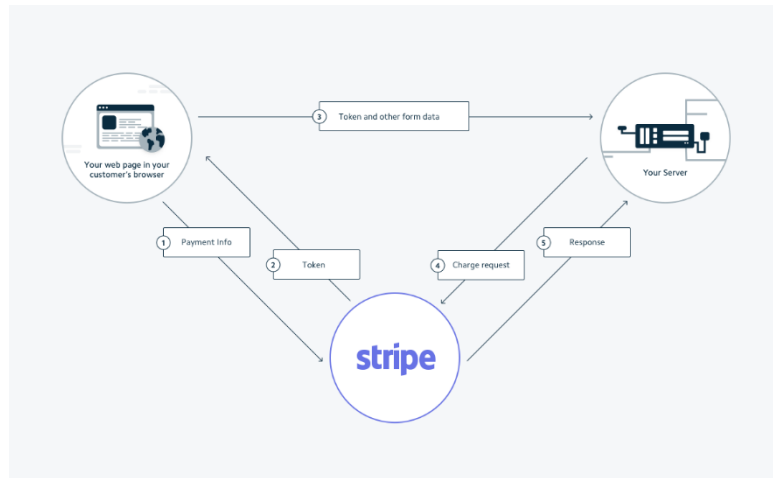 3 Token and other form data
Your web page in your
customer's browser
Your Server
1 Payment Info
2 Token
4 Charge request
5 Response
stripe